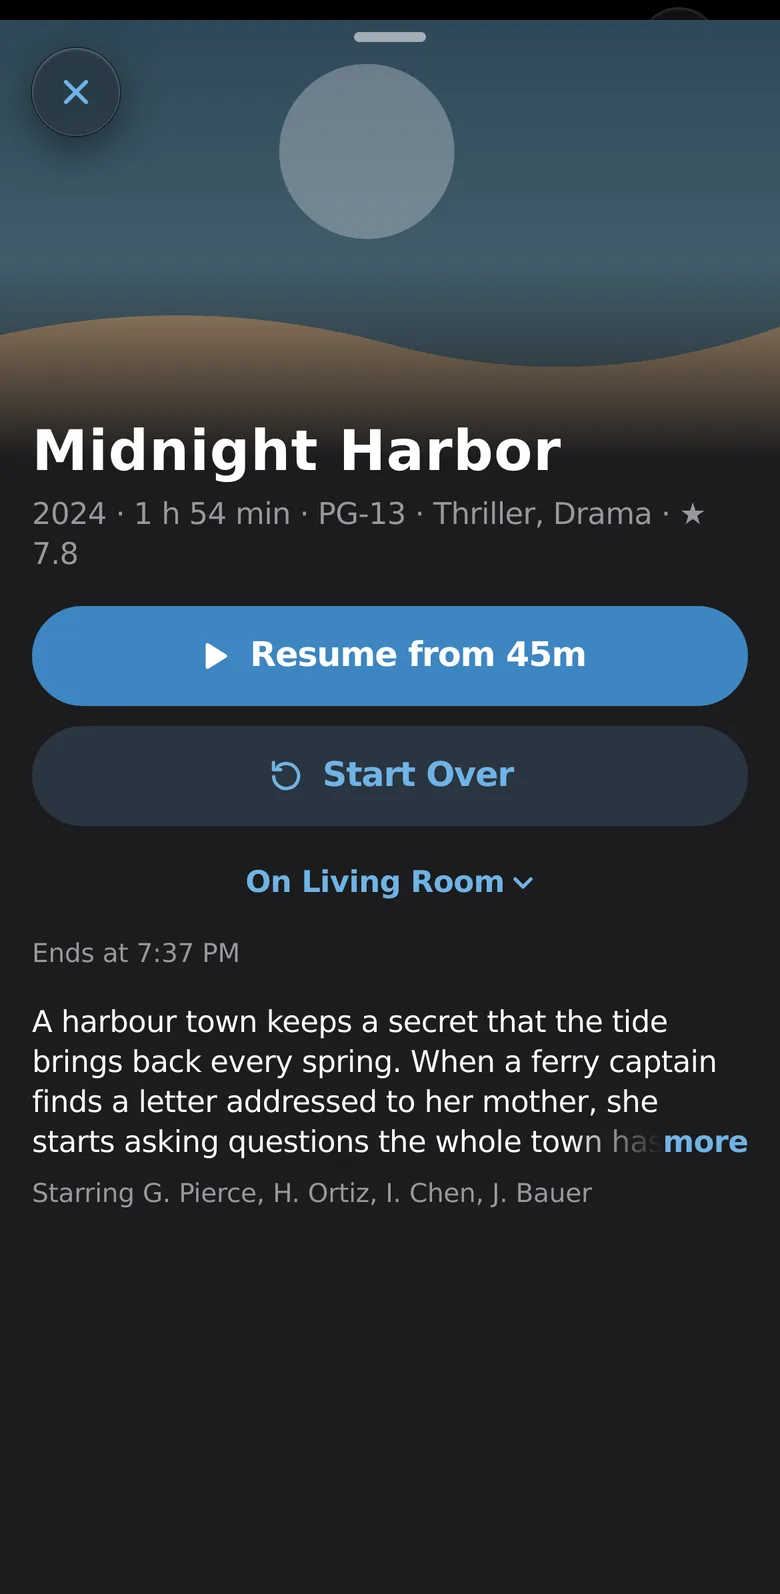 Midnight Harbor
2024 · 1 h 54 min · PG-13 · Thriller, Drama · ★
7.8
Resume from 45m
Start Over
On Living Room
Ends at 7:37 PM
A harbour town keeps a secret that the tide
brings back every spring. When a ferry captain
finds a letter addressed to her mother, she
starts asking questions the whole town has more
Starring G. Pierce, H. Ortiz, I. Chen, J. Bauer